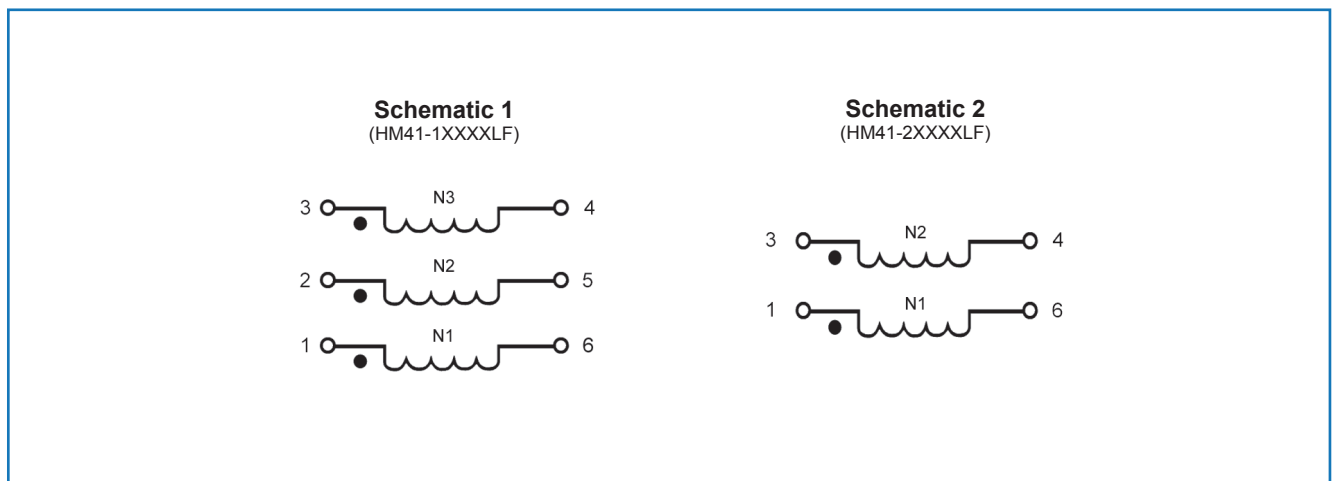 Schematic 1
(HM41-1XXXXLF)
3 N3 4
2 N2 5
1 N1 6
Schematic 2
(HM41-2XXXXLF)
3 N2 4
1 N1 6